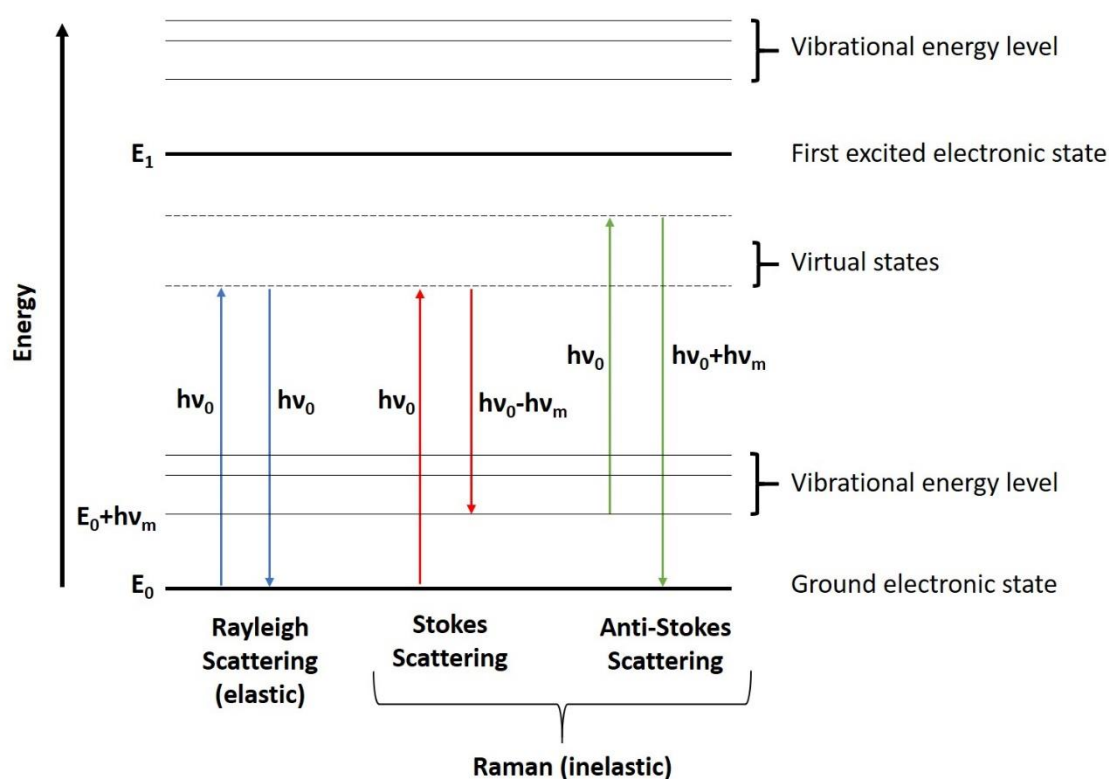 Vibrational energy level
E₁
First excited electronic state
Virtual states
Energy
hν₀
hν₀
hν₀
hν₀-hνₘ
hν₀
hν₀+hνₘ
Vibrational energy level
E₀+hνₘ
E₀
Ground electronic state
Rayleigh
Scattering
(elastic)
Stokes
Scattering
Anti-Stokes
Scattering
Raman (inelastic)